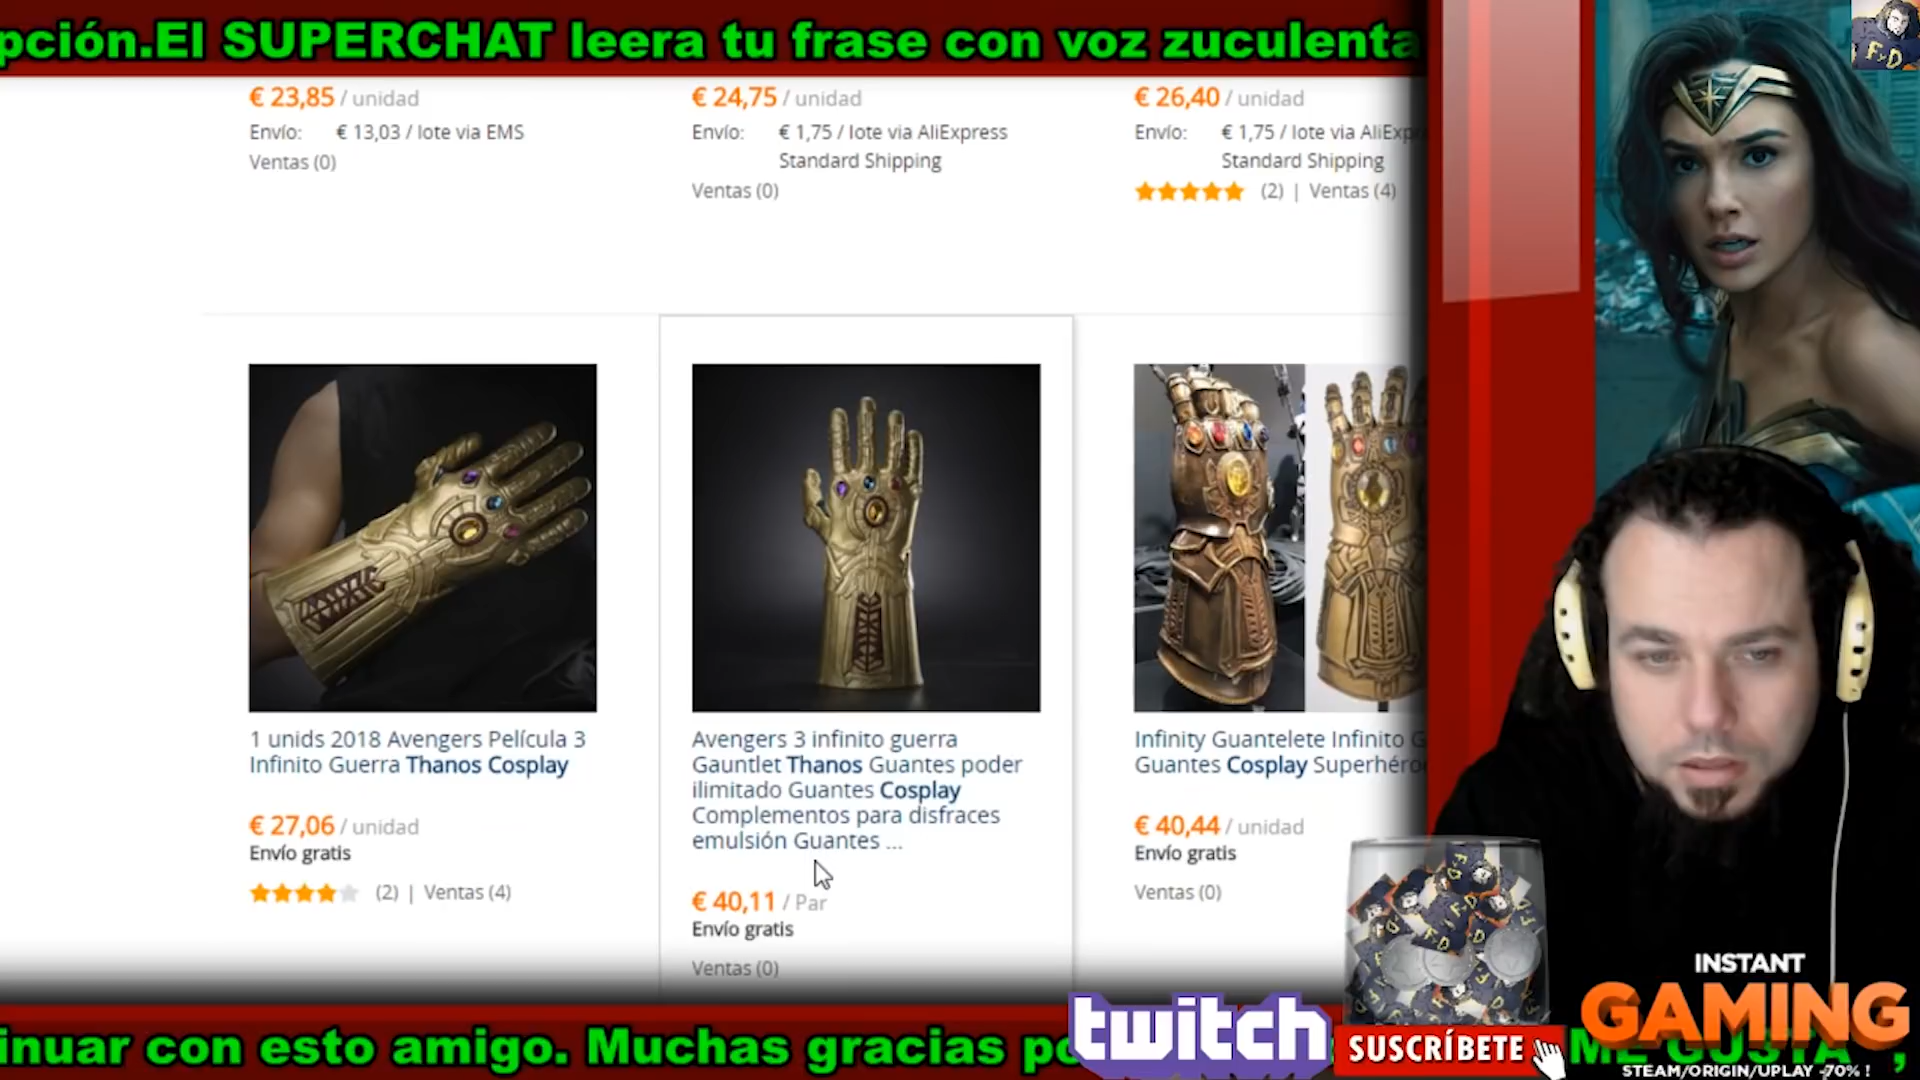 pción.El SUPERCHAT leera tu frase con voz zuculenta
€ 23,85 / unidad
Envío: € 13,03 / lote via EMS
Ventas (0)
€ 24,75 / unidad
Envío: € 1,75 / lote via AliExpress
Standard Shipping
Ventas (0)
€ 26,40 / unidad
Envío: € 1,75 / lote via AliExpre
Standard Shipping
(2) | Ventas (4)
1 unids 2018 Avengers Película 3
Infinito Guerra Thanos Cosplay
€ 27,06 / unidad
Envío gratis
(2) | Ventas (4)
Avengers 3 infinito guerra
Gauntlet Thanos Guantes poder
ilimitado Guantes Cosplay
Complementos para disfraces
emulsión Guantes ...
€ 40,11 / Par
Envío gratis
Ventas (0)
Infinity Guantelete Infinito G
Guantes Cosplay Superhéro
€ 40,44 / unidad
Envío gratis
Ventas (0)
FyD
inuar con esto amigo. Muchas gracias po
twitch
SUSCRÍBETE
ME GUSTA ",
INSTANT
GAMING
STEAM/ORIGIN/UPLAY -70% !